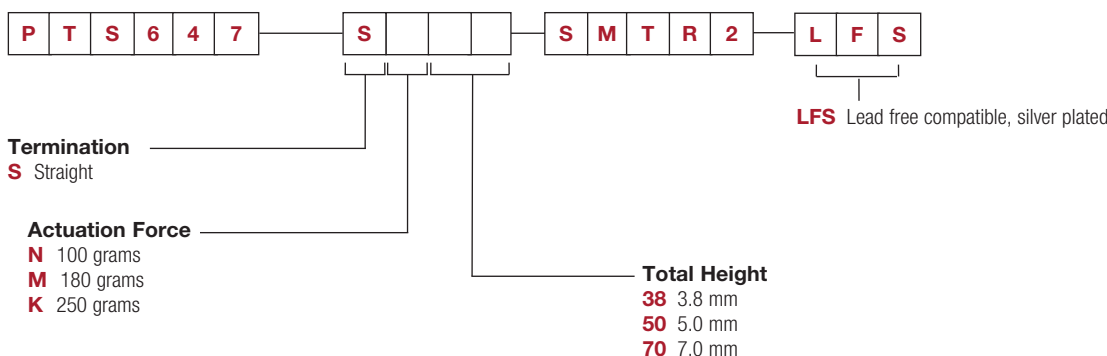 P T S 6 4 7 S S M T R 2 L F S
LFS Lead free compatible, silver plated
Termination
S Straight
Actuation Force
N 100 grams
M 180 grams
K 250 grams
Total Height
38 3.8 mm
50 5.0 mm
70 7.0 mm